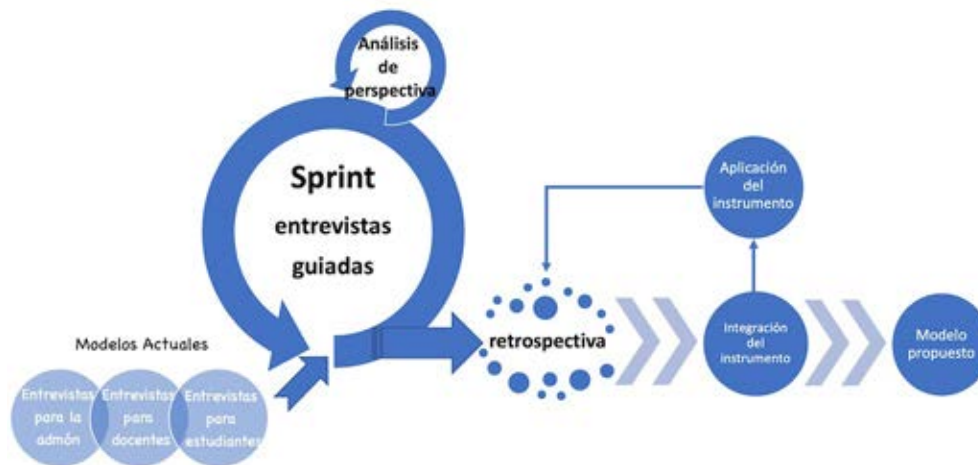 Análisis
de
perspectiva
Sprint
entrevistas
guiadas
Modelos Actuales
Entrevistas
para la
admón
Entrevistas
para
docentes
Entrevistas
para
estudiantes
retrospectiva
Aplicación
del
instrumento
Integración
del
instrumento
Modelo
propuesto